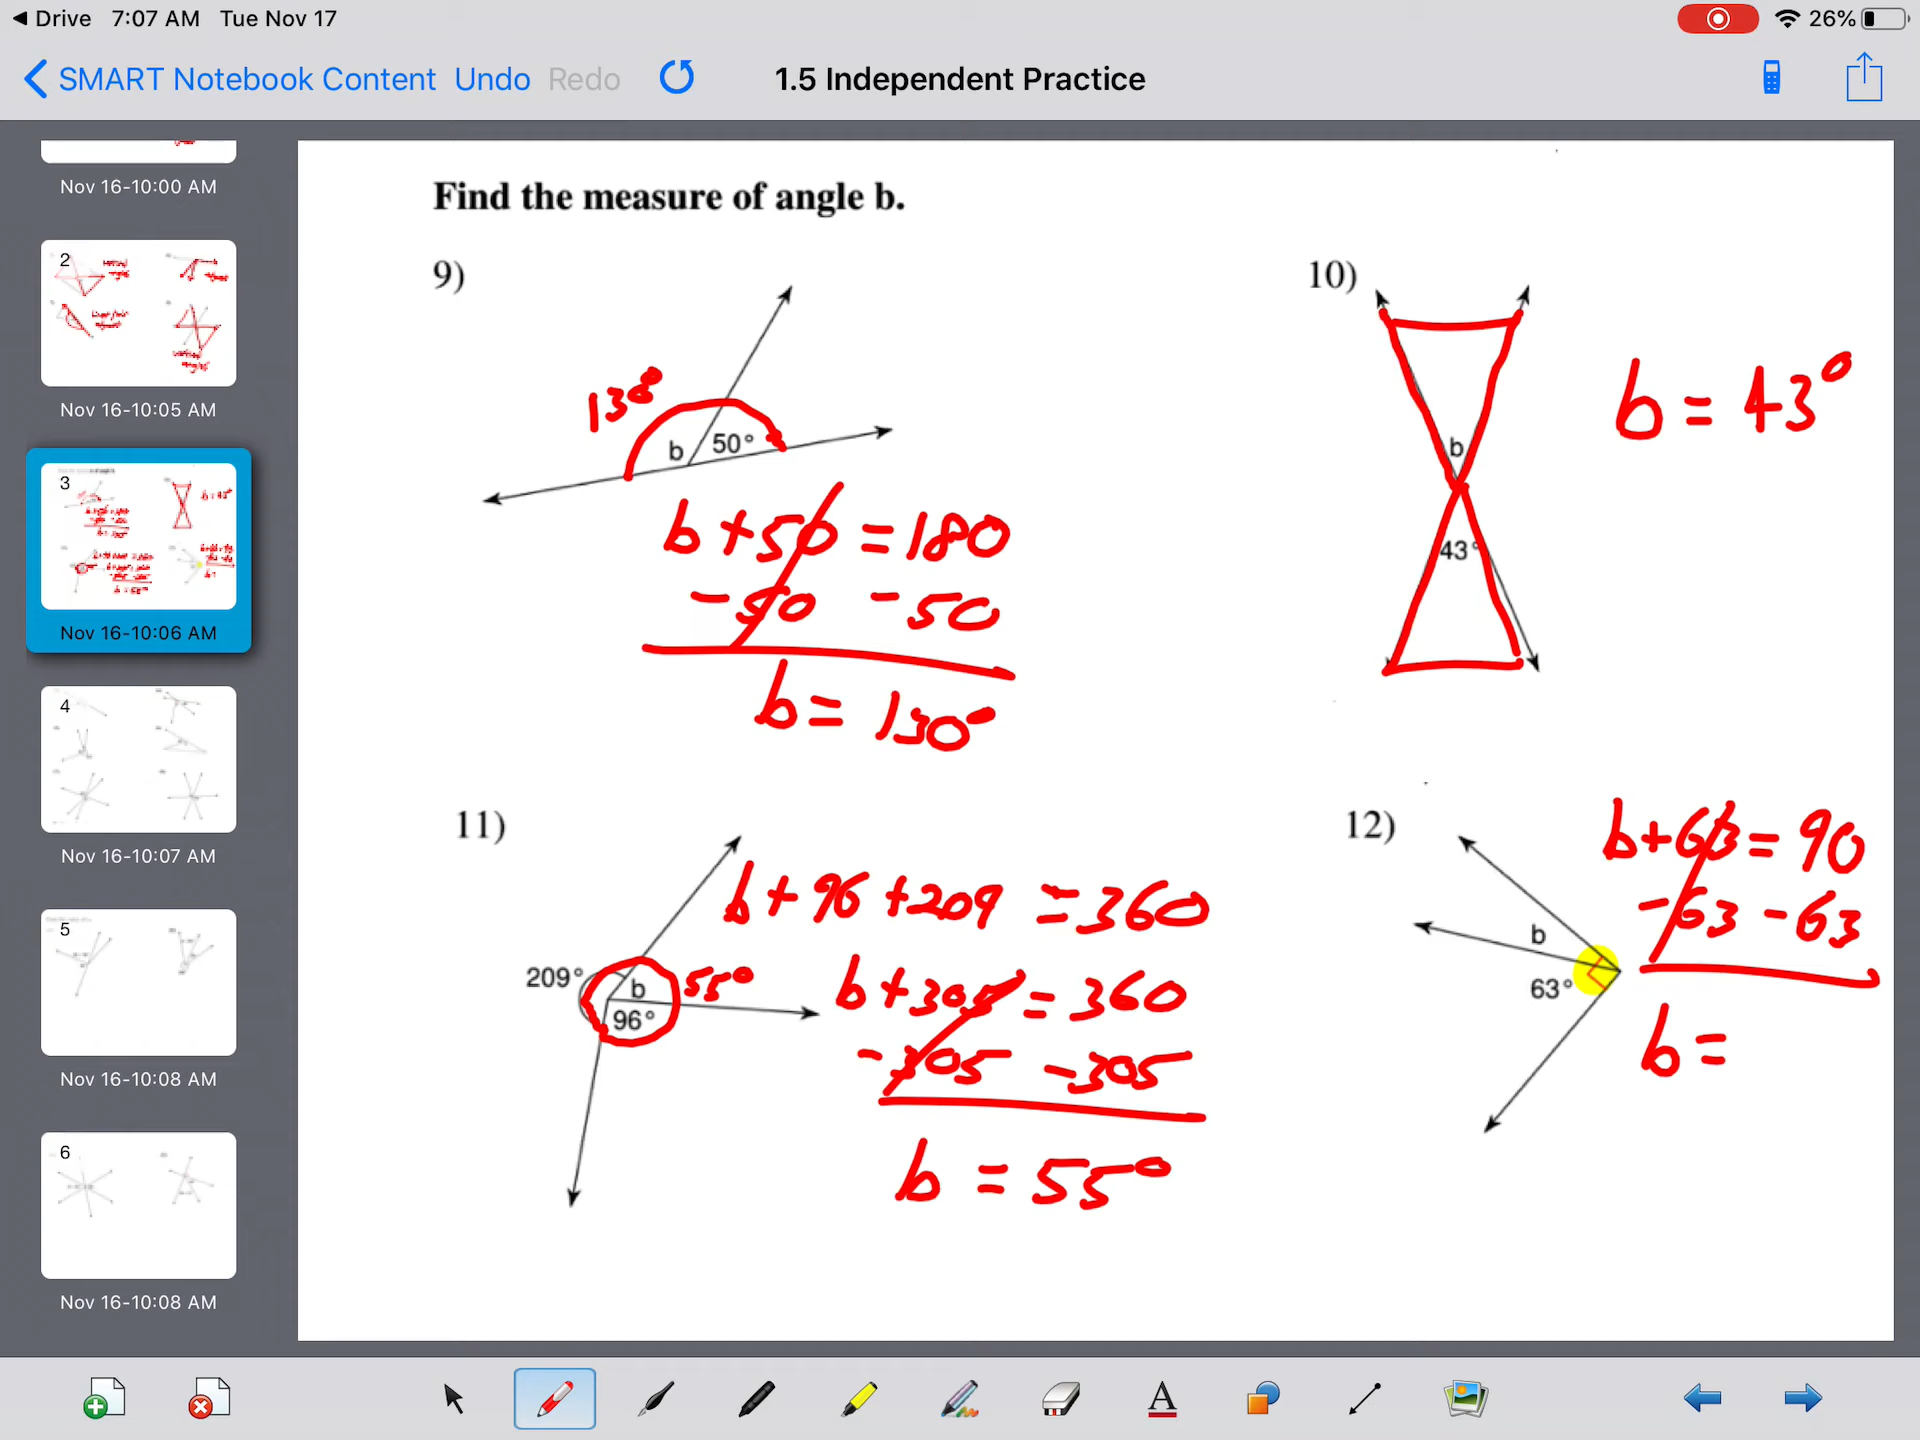 Drive 7:07 AM Tue Nov 17
26%
SMART Notebook Content Undo Redo
1.5 Independent Practice
Nov 16-10:00 AM
2
Nov 16-10:05 AM
3
Nov 16-10:06 AM
4
Nov 16-10:07 AM
5
Nov 16-10:08 AM
6
Nov 16-10:08 AM
Find the measure of angle b.
9)
130°
b 50°
b + 50 = 180
- 50 - 50
b = 130°
10)
b
43°
b = 43°
11)
209°
b
96°
55°
b + 96 + 209 = 360
b + 305 = 360
- 305 - 305
b = 55°
12)
b
63°
b + 63 = 90
- 63 - 63
b =
A